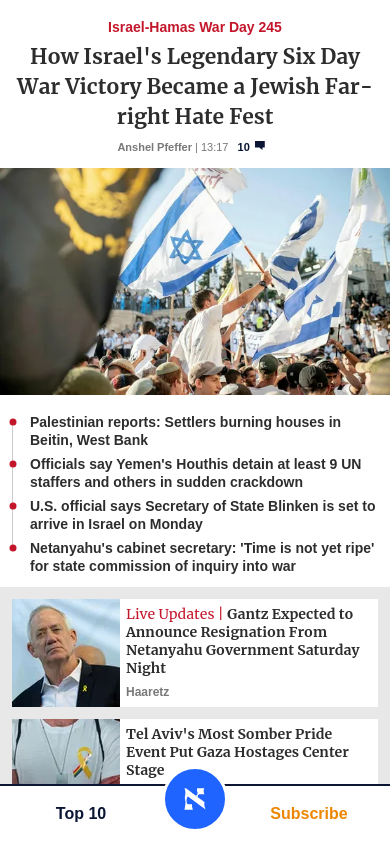 Israel-Hamas War Day 245
How Israel's Legendary Six Day
War Victory Became a Jewish Far-
right Hate Fest
Anshel Pfeffer | 13:17 10
Palestinian reports: Settlers burning houses in
Beitin, West Bank
Officials say Yemen's Houthis detain at least 9 UN
staffers and others in sudden crackdown
U.S. official says Secretary of State Blinken is set to
arrive in Israel on Monday
Netanyahu's cabinet secretary: 'Time is not yet ripe'
for state commission of inquiry into war
Live Updates | Gantz Expected to
Announce Resignation From
Netanyahu Government Saturday
Night
Haaretz
Tel Aviv's Most Somber Pride
Event Put Gaza Hostages Center
Stage
Top 10
א
Subscribe